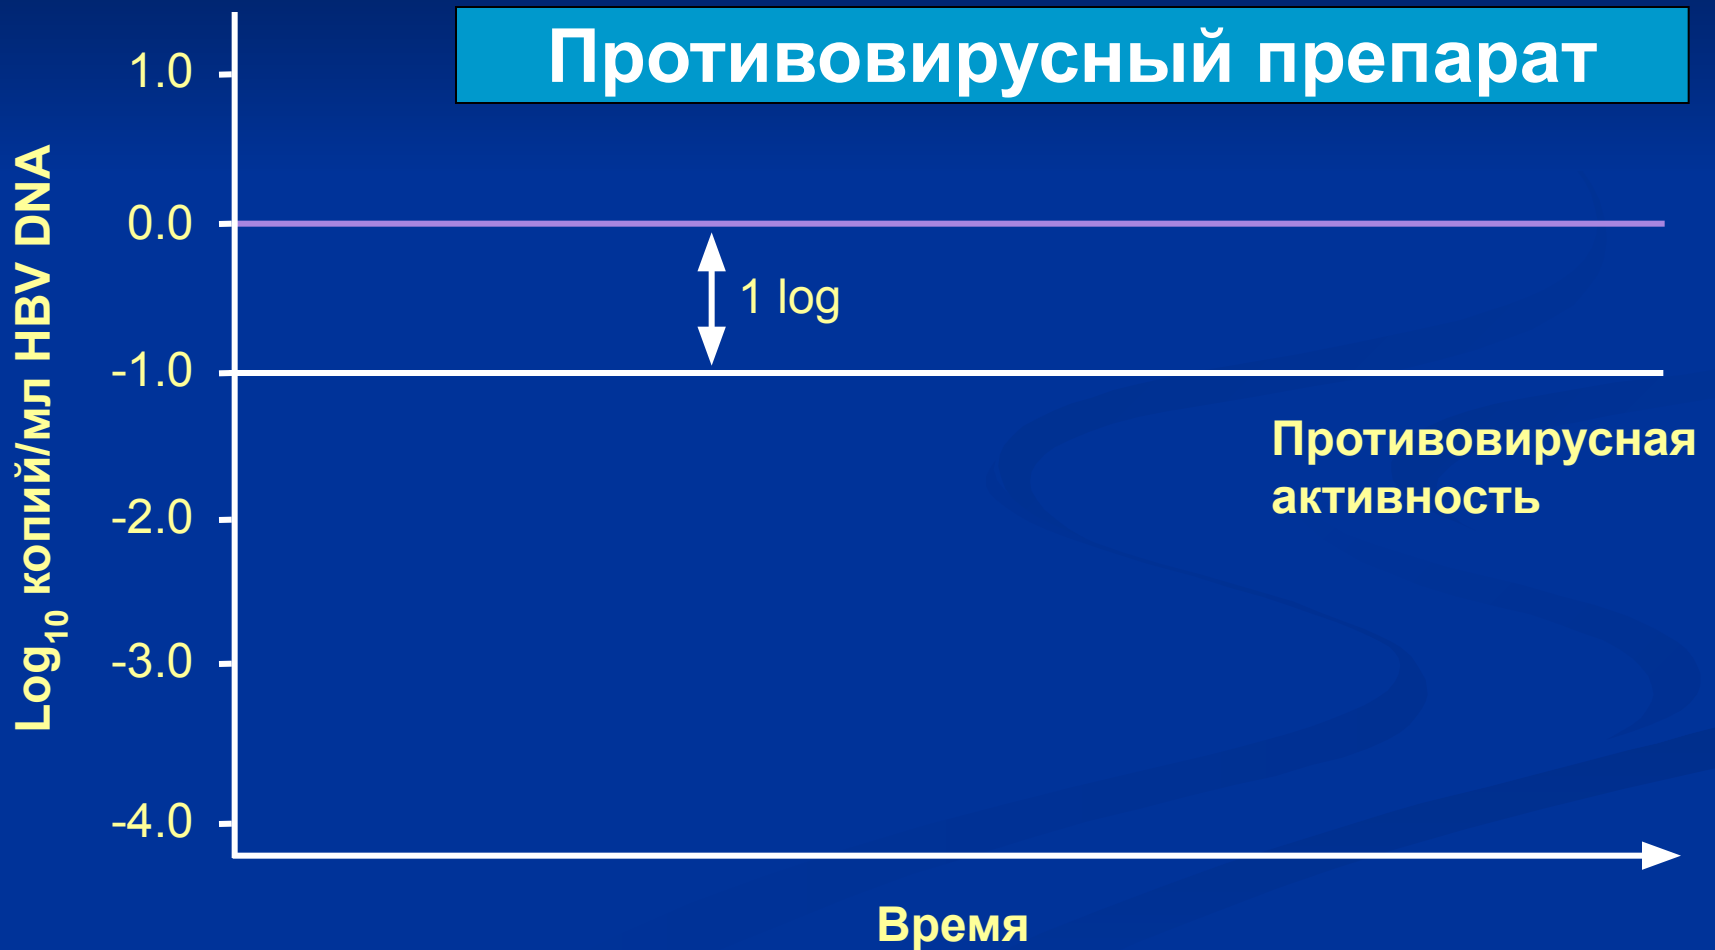 Противовирусный препарат
Log10 копий/мл HBV DNA
1.0
0.0
1 log
-1.0
Противовирусная
активность
-2.0
-3.0
-4.0
Время